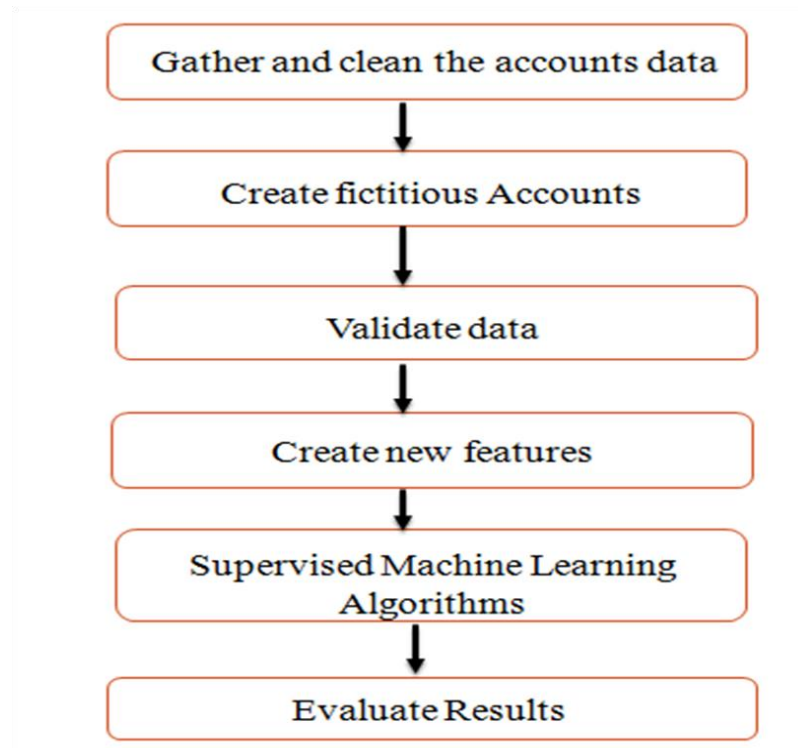 Gather and clean the accounts data
Create fictitious Accounts
Validate data
Create new features
Supervised Machine Learning
Algorithms
Evaluate Results